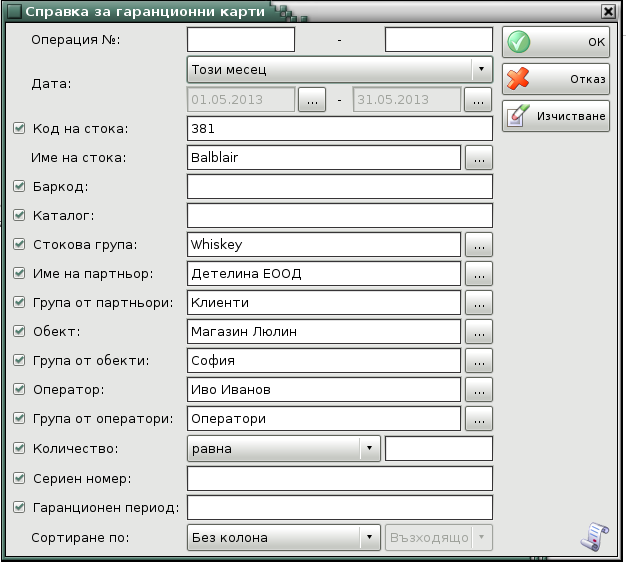 Справка за гаранционни карти
Операция №: -
OK
Дата: Този месец
Отказ
01.05.2013 ... - 31.05.2013 ...
Изчистване
Код на стока: 381
Име на стока: Balblair ...
Баркод:
Каталог:
Стокова група: Whiskey ...
Име на партньор: Детелина ЕООД ...
Група от партньори: Клиенти ...
Обект: Магазин Люлин ...
Група от обекти: София ...
Оператор: Иво Иванов ...
Група от оператори: Оператори ...
Количество: равна
Сериен номер:
Гаранционен период:
Сортиране по: Без колона Възходящо